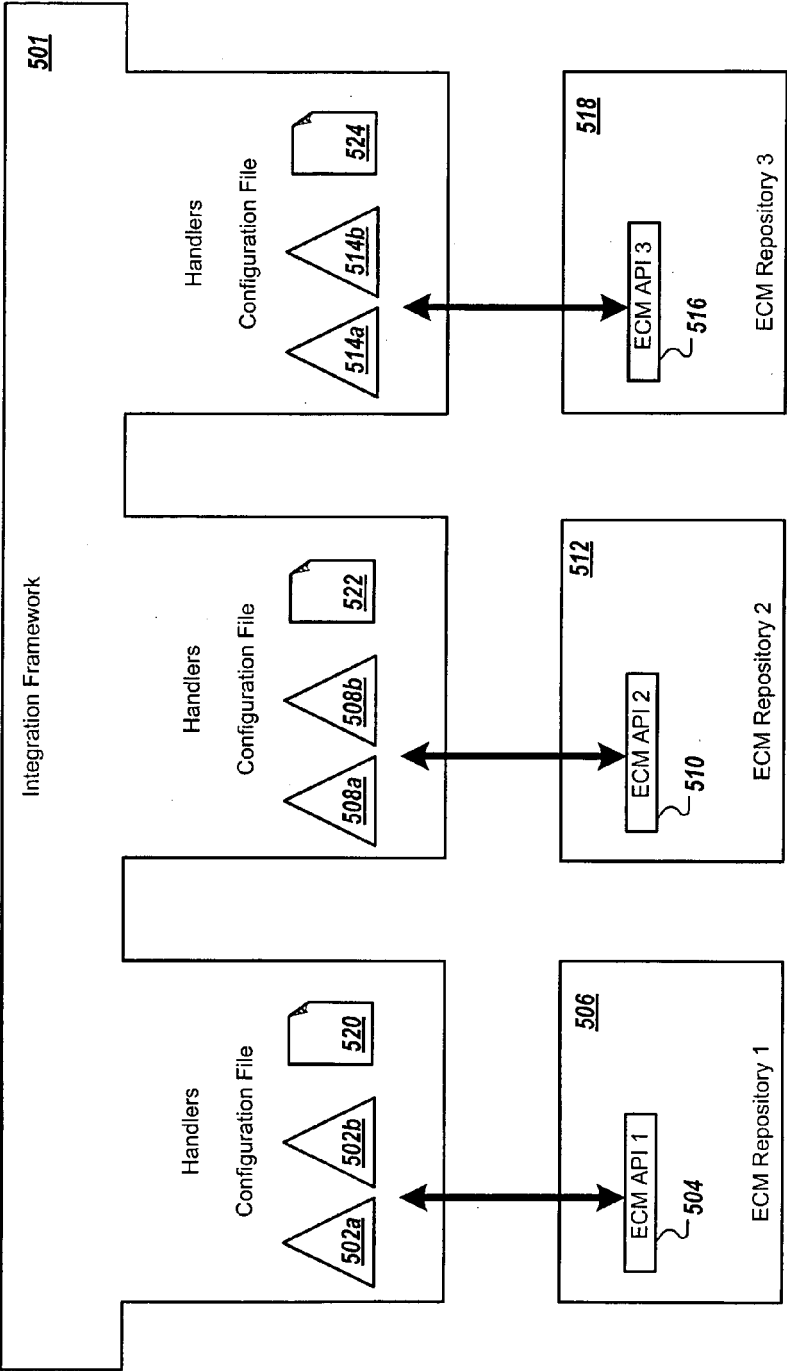 Integration Framework
501
Handlers
Configuration File
502a
502b
520
Handlers
Configuration File
508a
508b
522
Handlers
Configuration File
514a
514b
524
506
ECM API 1
504
ECM Repository 1
512
ECM API 2
510
ECM Repository 2
518
ECM API 3
516
ECM Repository 3